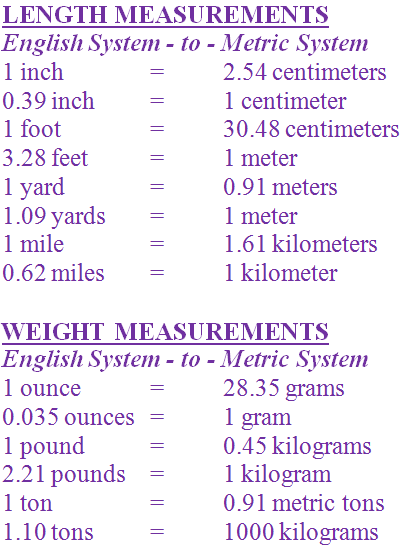 LENGTH MEASUREMENTS
English System - to - Metric System
1 inch = 2.54 centimeters
0.39 inch = 1 centimeter
1 foot = 30.48 centimeters
3.28 feet = 1 meter
1 yard = 0.91 meters
1.09 yards = 1 meter
1 mile = 1.61 kilometers
0.62 miles = 1 kilometer
WEIGHT MEASUREMENTS
English System - to - Metric System
1 ounce = 28.35 grams
0.035 ounces = 1 gram
1 pound = 0.45 kilograms
2.21 pounds = 1 kilogram
1 ton = 0.91 metric tons
1.10 tons = 1000 kilograms